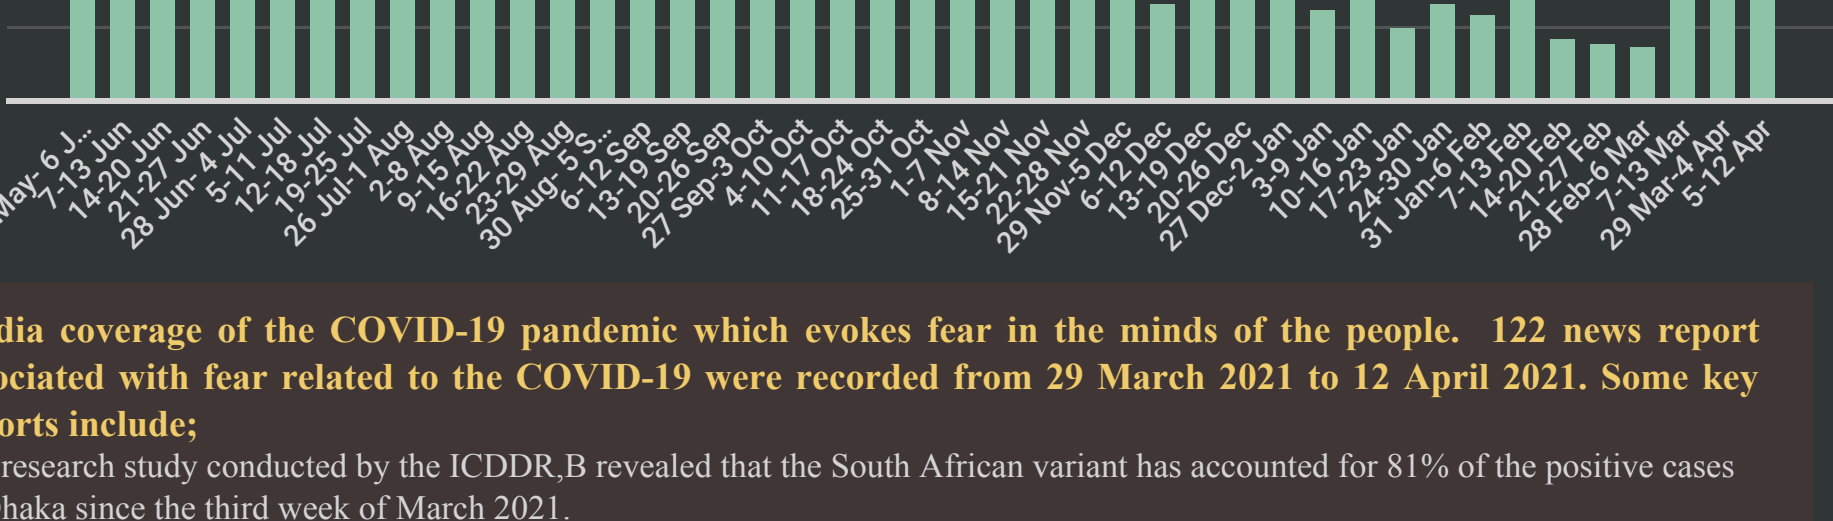 May- 6 J...
7-13 Jun
14-20 Jun
21-27 Jun
28 Jun- 4 Jul
5-11 Jul
12-18 Jul
19-25 Jul
26 Jul-1 Aug
2-8 Aug
9-15 Aug
16-22 Aug
23-29 Aug
30 Aug- 5 S...
6-12 Sep
13-19 Sep
20-26 Sep
27 Sep-3 Oct
4-10 Oct
11-17 Oct
18-24 Oct
25-31 Oct
1-7 Nov
8-14 Nov
15-21 Nov
22-28 Nov
29 Nov-5 Dec
6-12 Dec
13-19 Dec
20-26 Dec
27 Dec-2 Jan
3-9 Jan
10-16 Jan
17-23 Jan
24-30 Jan
31 Jan-6 Feb
7-13 Feb
14-20 Feb
21-27 Feb
28 Feb-6 Mar
7-13 Mar
29 Mar-4 Apr
5-12 Apr
dia coverage of the COVID-19 pandemic which evokes fear in the minds of the people. 122 news report
ociated with fear related to the COVID-19 were recorded from 29 March 2021 to 12 April 2021. Some key
orts include;
research study conducted by the ICDDR,B revealed that the South African variant has accounted for 81% of the positive cases
haka since the third week of March 2021.